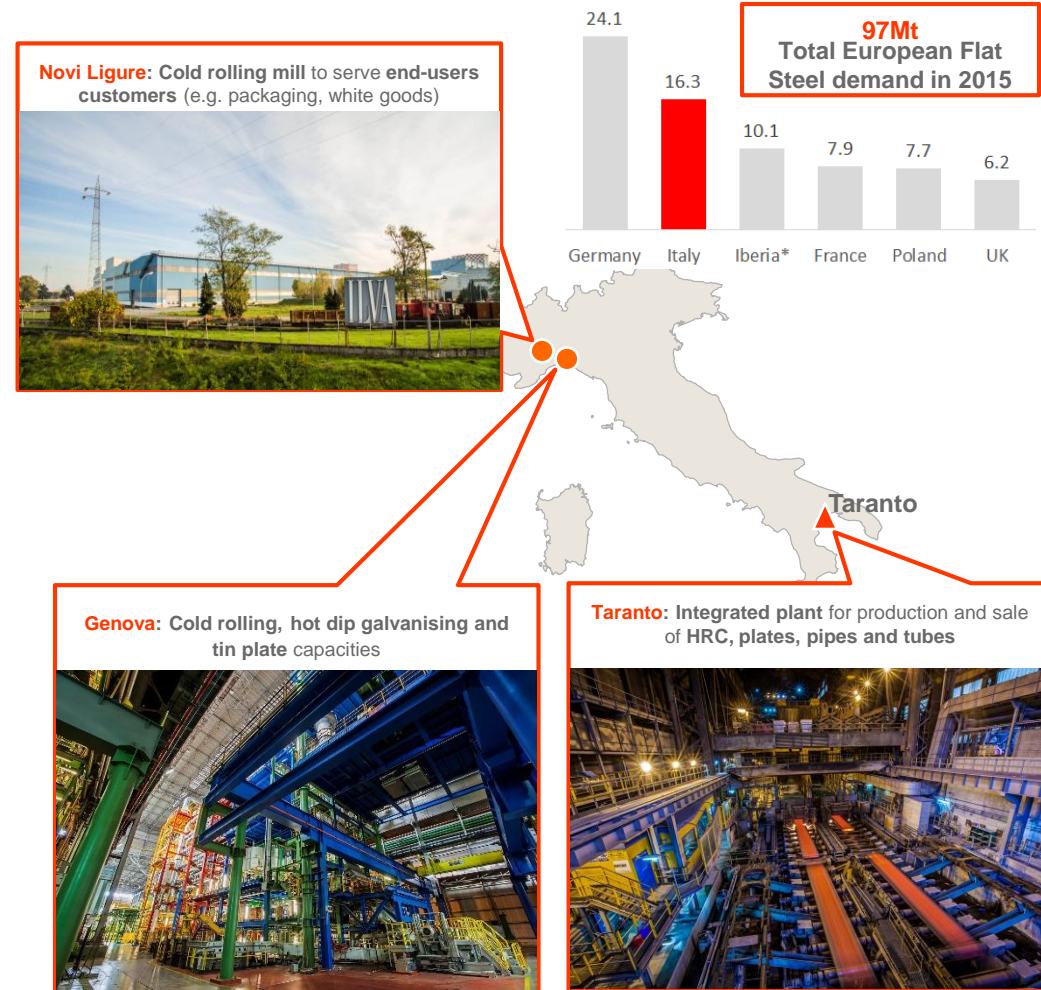 24.1
16.3
10.1
7.9
7.7
6.2
Germany
Italy
Iberia*
France
Poland
UK
97Mt
Total European Flat
Steel demand in 2015
Novi Ligure: Cold rolling mill to serve end-users
customers (e.g. packaging, white goods)
ILVA
Taranto
Genova: Cold rolling, hot dip galvanising and
tin plate capacities
Taranto: Integrated plant for production and sale
of HRC, plates, pipes and tubes